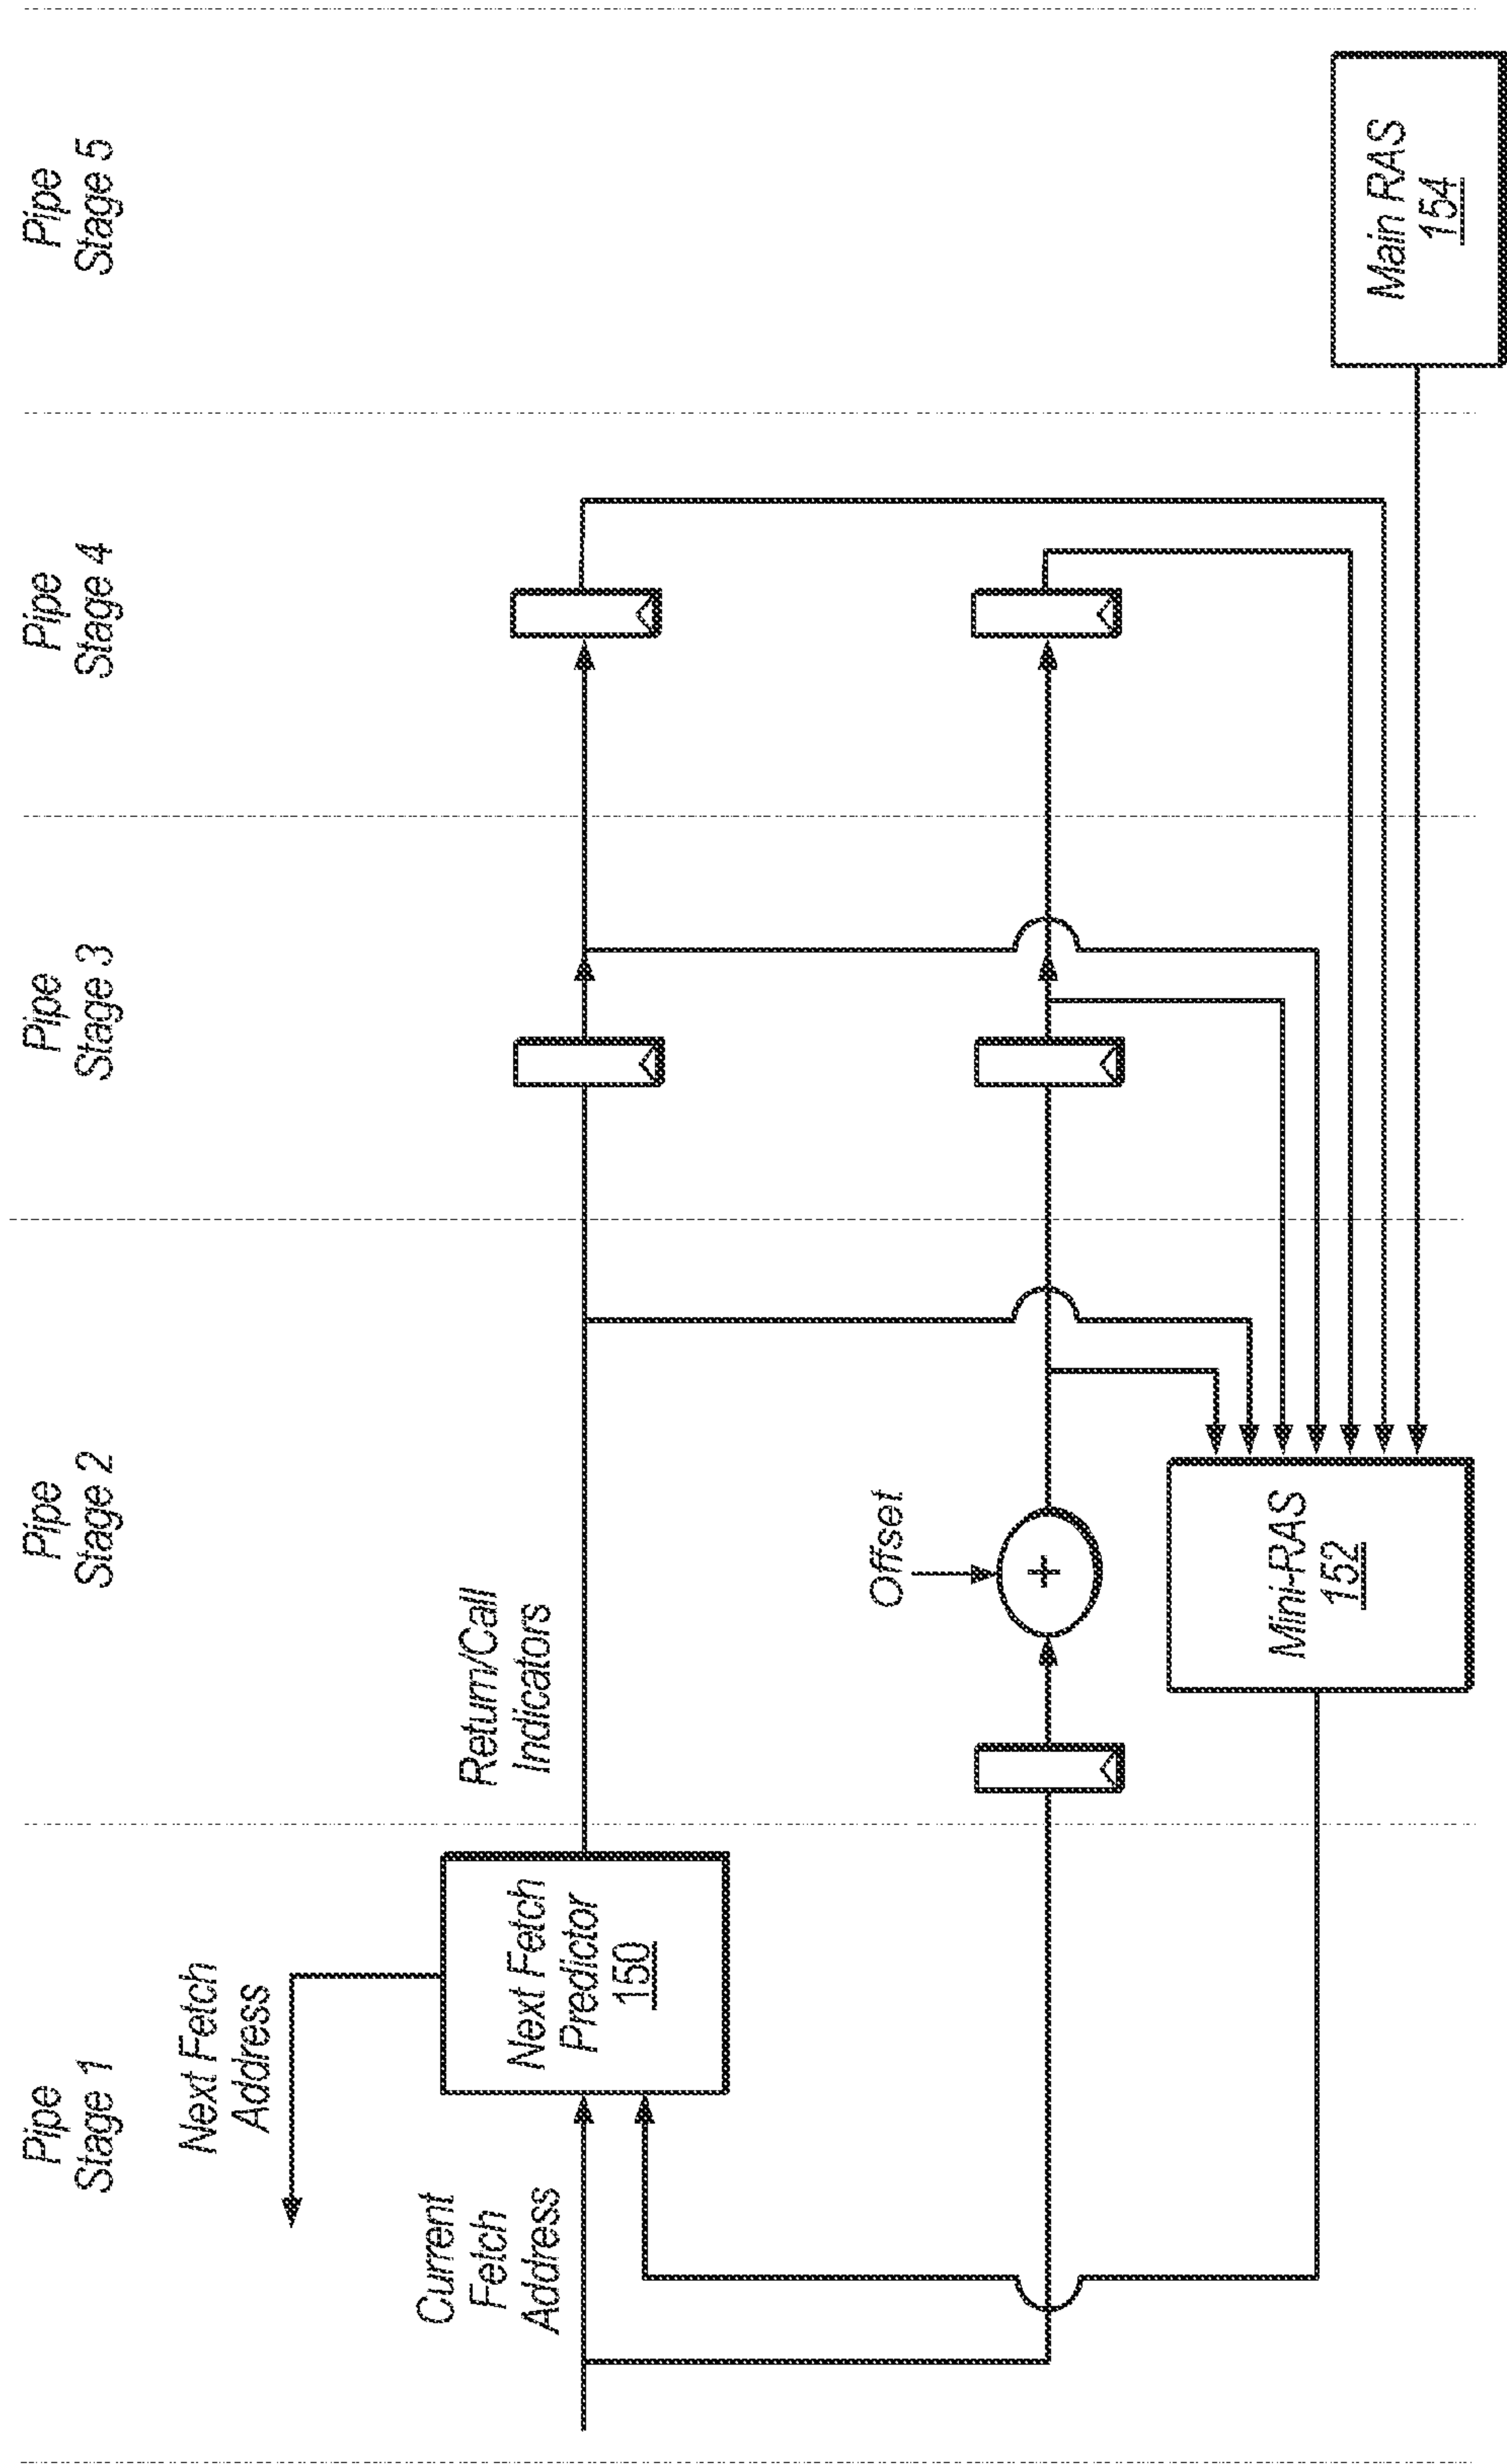 Pipe
Stage 1
Pipe
Stage 2
Pipe
Stage 3
Pipe
Stage 4
Pipe
Stage 5
Next Fetch
Address
Current
Fetch
Address
Next Fetch
Predictor
150
Return/Call
Indicators
Offset
+
Mini-RAS
152
Main RAS
154